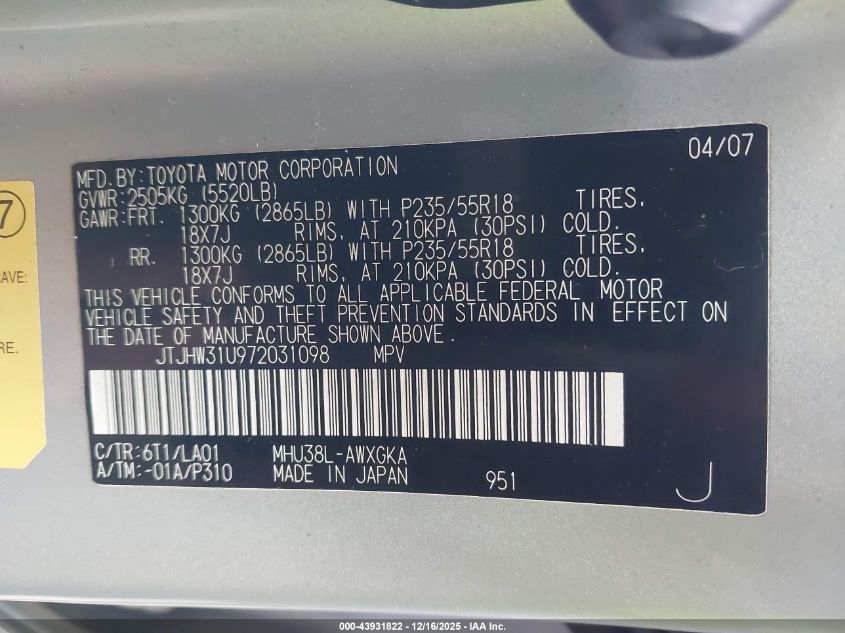 04/07
MFD.BY:TOYOTA MOTOR CORPORATION
GVWR:2505KG (5520LB)
GAWR:FRT. 1300KG (2865LB) WITH P235/55R18 TIRES,
18X7J RIMS, AT 210KPA (30PSI) COLD.
RR. 1300KG (2865LB) WITH P235/55R18 TIRES,
18X7J RIMS, AT 210KPA (30PSI) COLD.
THIS VEHICLE CONFORMS TO ALL APPLICABLE FEDERAL MOTOR
VEHICLE SAFETY AND THEFT PREVENTION STANDARDS IN EFFECT ON
THE DATE OF MANUFACTURE SHOWN ABOVE.
JTJHW31U972031098 MPV
C/TR:6T1/LA01 MHU38L-AWXGKA
A/TM:-01A/P310 MADE IN JAPAN 951 J
7
RE.
000-43931822 - 12/16/2025 - IAA Inc.